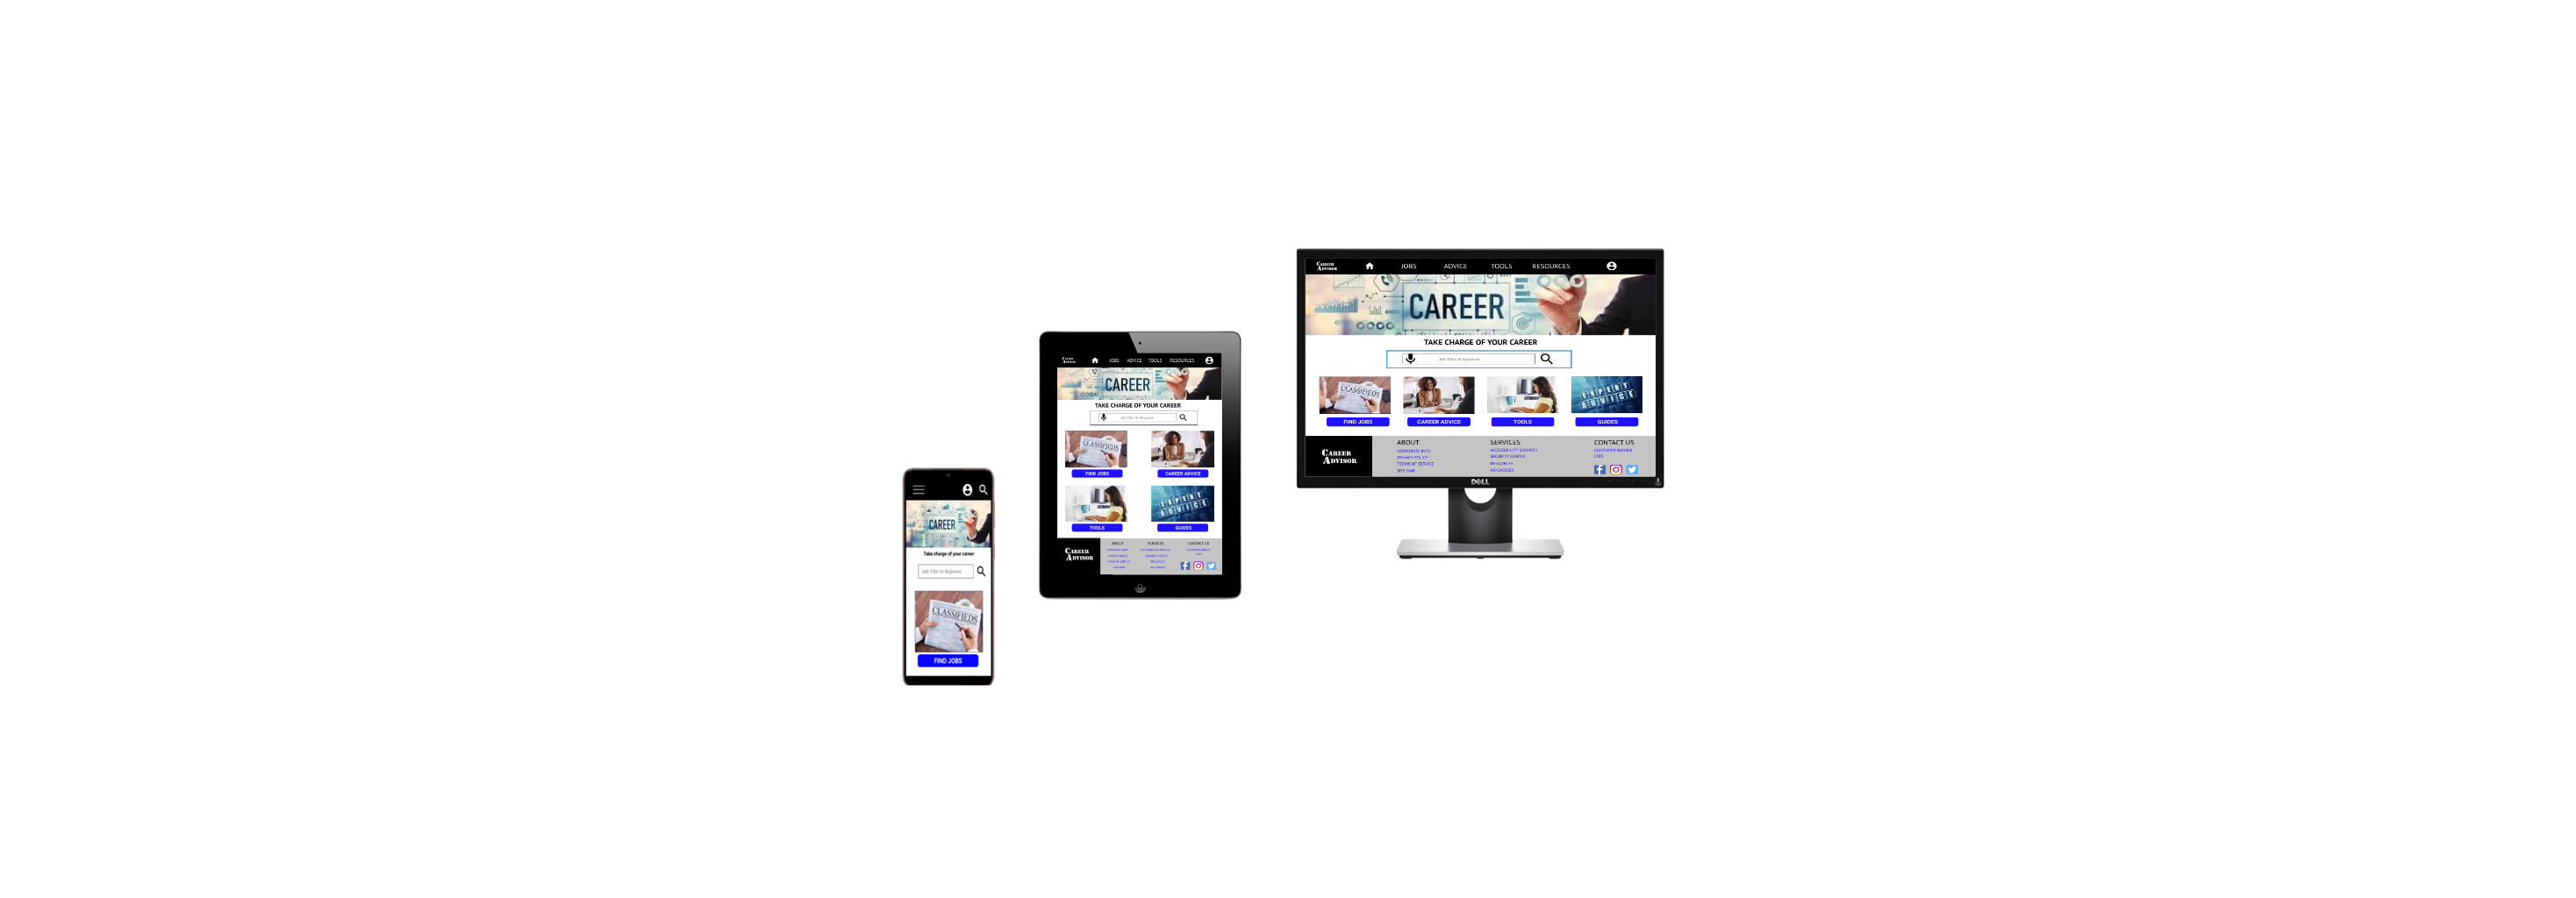 CAREER
Take charge of your career
Job Title Or Keyword
CLASSIFIEDS
FIND JOBS
CAREER
ADVISOR
JOBS ADVICE TOOLS RESOURCES
CAREER
TAKE CHARGE OF YOUR CAREER
Job Title Or Keyword
CLASSIFIEDS
EXPERT
ADVICE
FIND JOBS CAREER ADVICE
TOOLS GUIDES
CAREER
ADVISOR
ABOUT SERVICES CONTACT US
CAREER
ADVISOR
JOBS ADVICE TOOLS RESOURCES
CAREER
TAKE CHARGE OF YOUR CAREER
Job Title Or Keyword
CLASSIFIEDS
EXPERT
ADVICE
FIND JOBS CAREER ADVICE TOOLS GUIDES
CAREER
ADVISOR
ABOUT
CORPORATE INFO
PRIVACY POLICY
TERMS OF SERVICE
SITE MAP
SERVICES
ACCESSIBILITY SERVICES
SECURITY CENTER
RESOURCES
AD CHOICES
CONTACT US
CUSTOMER SERVICE
JOBS
DELL